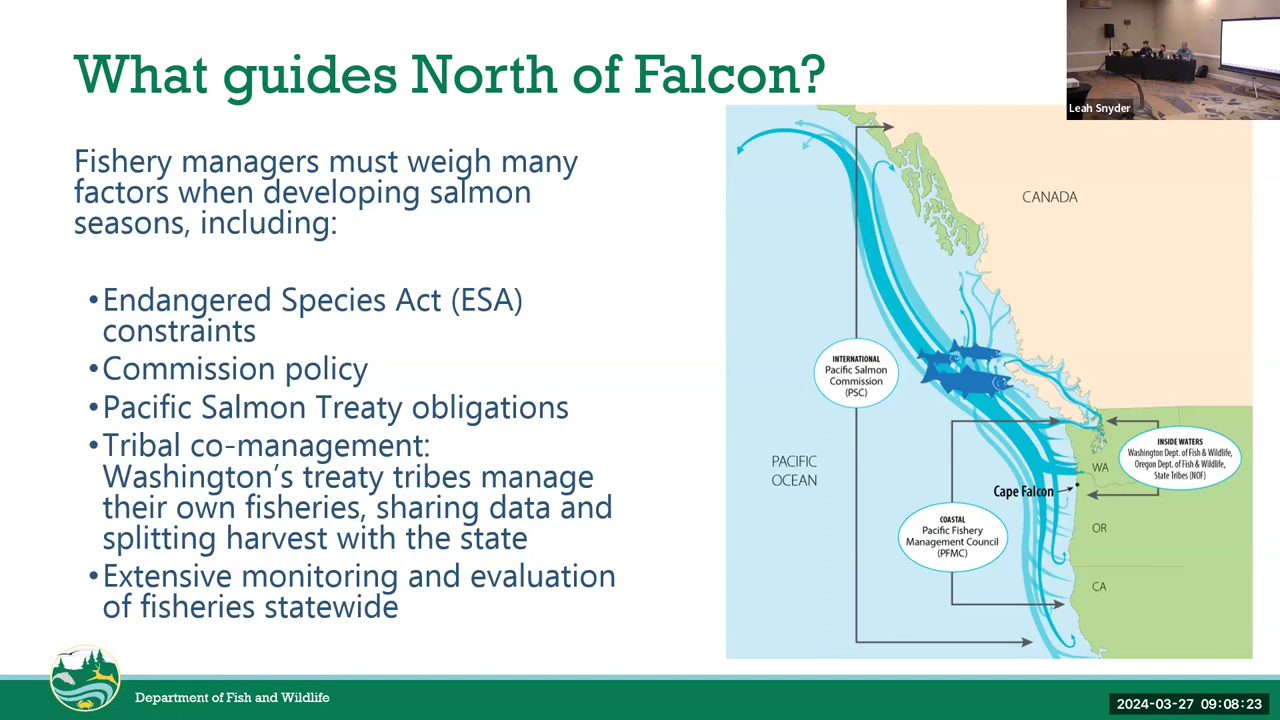 What guides North of Falcon?
Leah Snyder
Fishery managers must weigh many
factors when developing salmon
seasons, including:
•Endangered Species Act (ESA)
constraints
•Commission policy
•Pacific Salmon Treaty obligations
•Tribal co-management:
Washington's treaty tribes manage
their own fisheries, sharing data and
splitting harvest with the state
•Extensive monitoring and evaluation
of fisheries statewide
CANADA
INTERNATIONAL
Pacific Salmon
Commission
(PSC)
PACIFIC
OCEAN
INSIDE WATERS
Washington Dept. of Fish & Wildlife,
Oregon Dept. of Fish & Wildlife,
State Tribes (NOF)
WA
Cape Falcon
COASTAL
Pacific Fishery
Management Council
(PFMC)
OR
CA
Department of Fish and Wildlife
2024-03-27 09:08:23